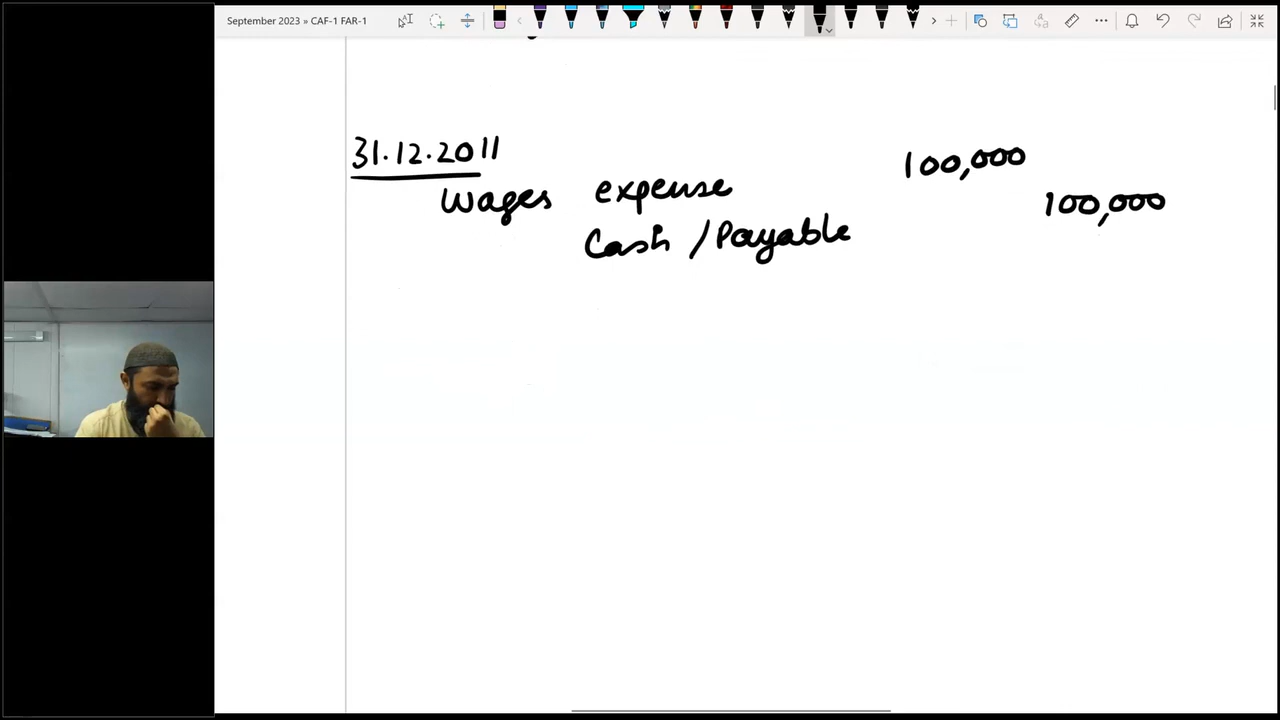 September 2023 » CAF-1 FAR-1
31.12.2011
Wages expense 100,000
Cash / Payable 100,000